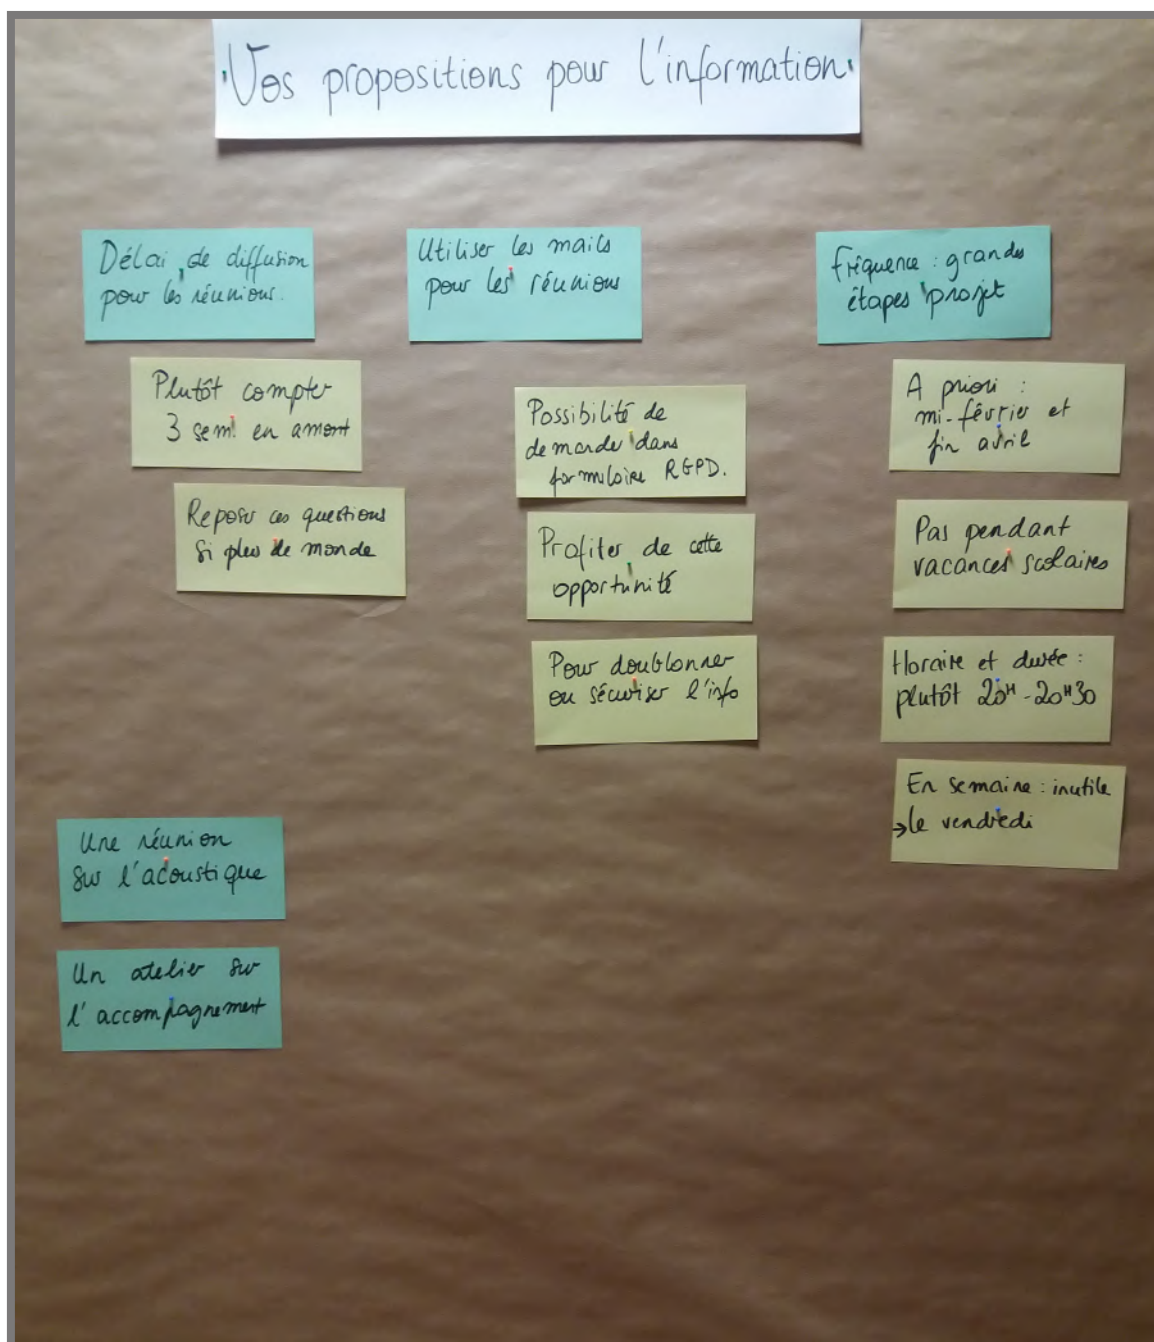 Vos propositions pour l'information
Délai de diffusion
pour les réunions.
Plutôt compter
3 sem. en amont
Reposer ces questions
si plus de monde
Utiliser les mails
pour les réunions
Possibilité de
demande dans
formulaire RGPD.
Profiter de cette
opportunité
Pour doublonner
ou sécuriser l'info
fréquence : grandes
étapes projet
A priori :
mi-février et
fin avril
Pas pendant
vacances scolaires
Horaire et durée :
plutôt 20H-20H30
En semaine : inutile
→ le vendredi
Une réunion
sur l'acoustique
Un atelier sur
l'accompagnement